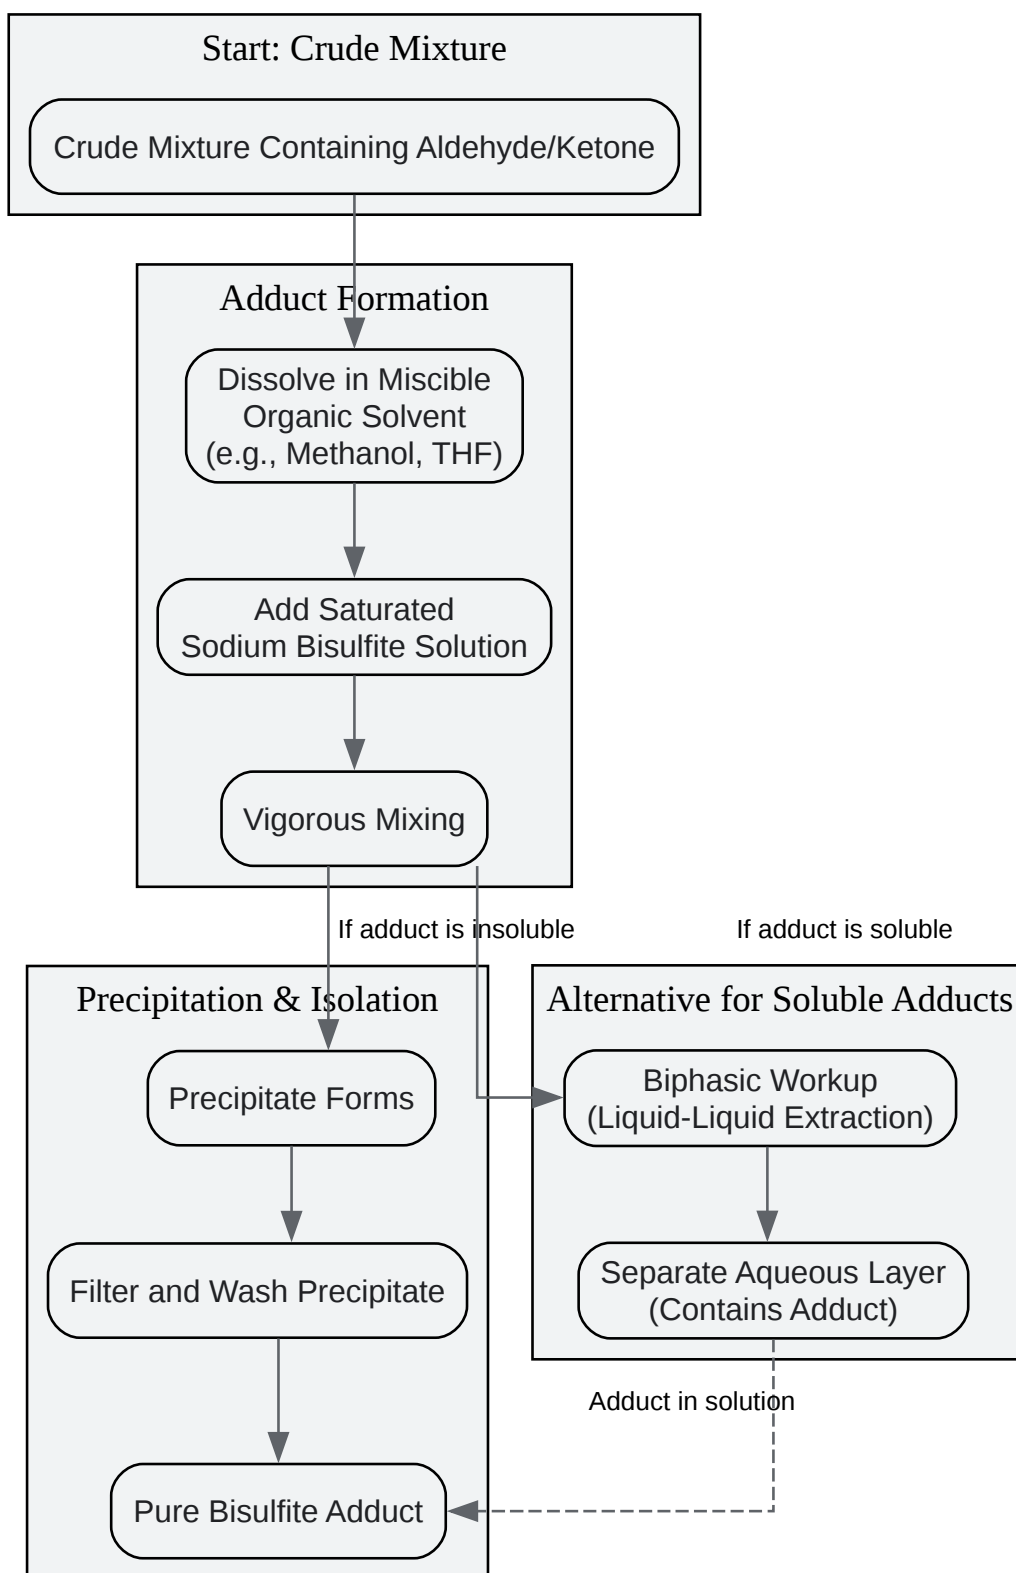 Start: Crude Mixture
Crude Mixture Containing Aldehyde/Ketone
Adduct Formation
Dissolve in Miscible
Organic Solvent
(e.g., Methanol, THF)
Add Saturated
Sodium Bisulfite Solution
Vigorous Mixing
If adduct is insoluble
If adduct is soluble
Precipitation & Isolation
Alternative for Soluble Adducts
Precipitate Forms
Biphasic Workup
(Liquid-Liquid Extraction)
Filter and Wash Precipitate
Separate Aqueous Layer
(Contains Adduct)
Adduct in solution
Pure Bisulfite Adduct